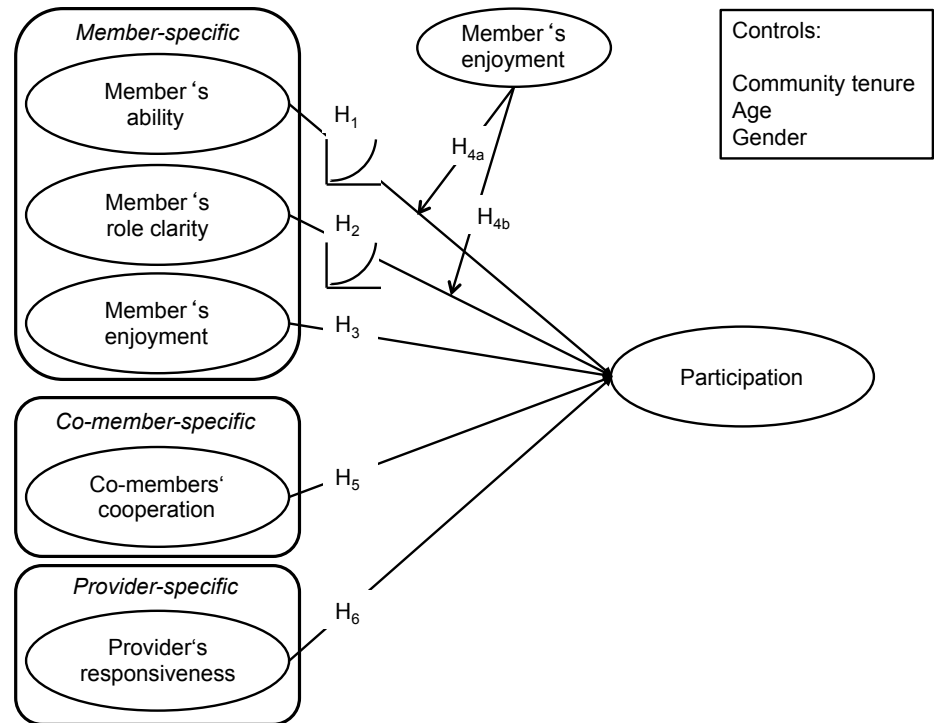 Member-specific
Member‘s
ability
Member‘s
role clarity
Member‘s
enjoyment
Co-member-specific
Co-members‘
cooperation
Provider-specific
Provider‘s
responsiveness
H1
H2
H3
H5
H6
Member‘s
enjoyment
H4a
H4b
Participation
Controls:
Community tenure
Age
Gender